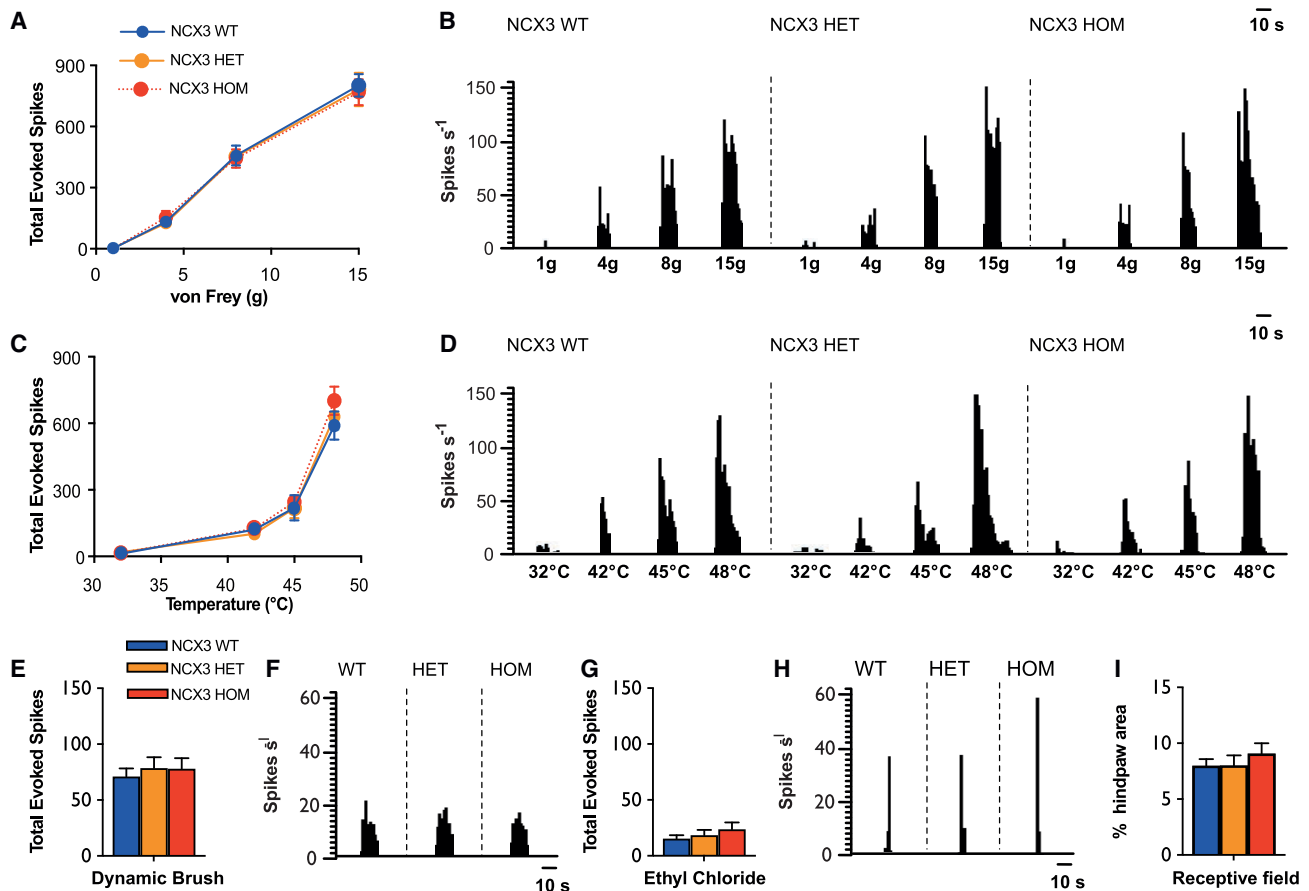 A
NCX3 WT
NCX3 HET
NCX3 HOM
Total Evoked Spikes
900
600
300
0
0 5 10 15
von Frey (g)
B
NCX3 WT NCX3 HET NCX3 HOM
10 s
Spikes s-1
150
100
50
0
1g 4g 8g 15g 1g 4g 8g 15g 1g 4g 8g 15g
C
Total Evoked Spikes
900
600
300
0
30 35 40 45 50
Temperature (°C)
D
10 s
NCX3 WT NCX3 HET NCX3 HOM
Spikes s-1
150
100
50
0
32°C 42°C 45°C 48°C 32°C 42°C 45°C 48°C 32°C 42°C 45°C 48°C
E
NCX3 WT
NCX3 HET
NCX3 HOM
Total Evoked Spikes
150
100
50
0
Dynamic Brush
F
WT HET HOM
Spikes s-1
60
40
20
0
10 s
G
Total Evoked Spikes
150
100
50
0
Ethyl Chloride
H
WT HET HOM
Spikes s-1
60
40
20
0
10 s
I
% hindpaw area
15
10
5
0
Receptive field